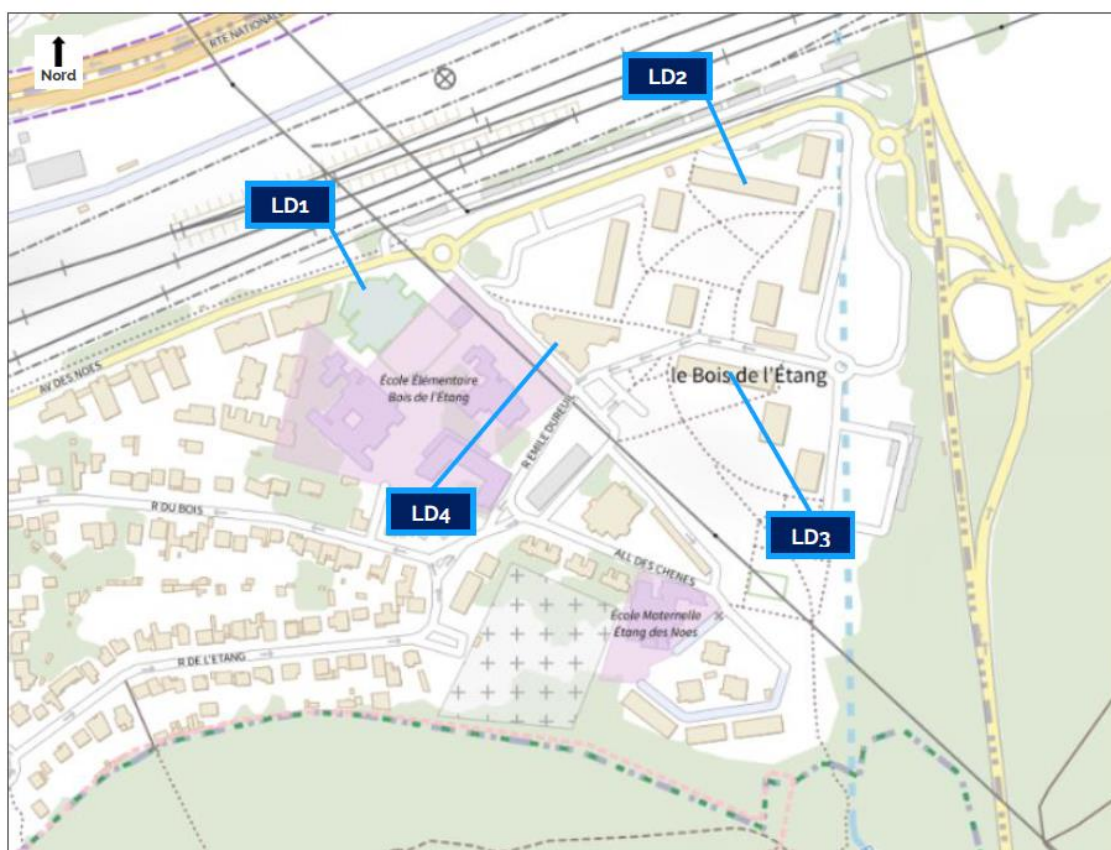 RTE NATIONALE
Nord
LD2
LD1
AV DES NOES
École Élémentaire
Bois de l'Étang
le Bois de l'Étang
R EMILE DUREUIL
LD4
R DU BOIS
LD3
ALL DES CHENES
École Maternelle
Étang des Noes
R DE L'ETANG